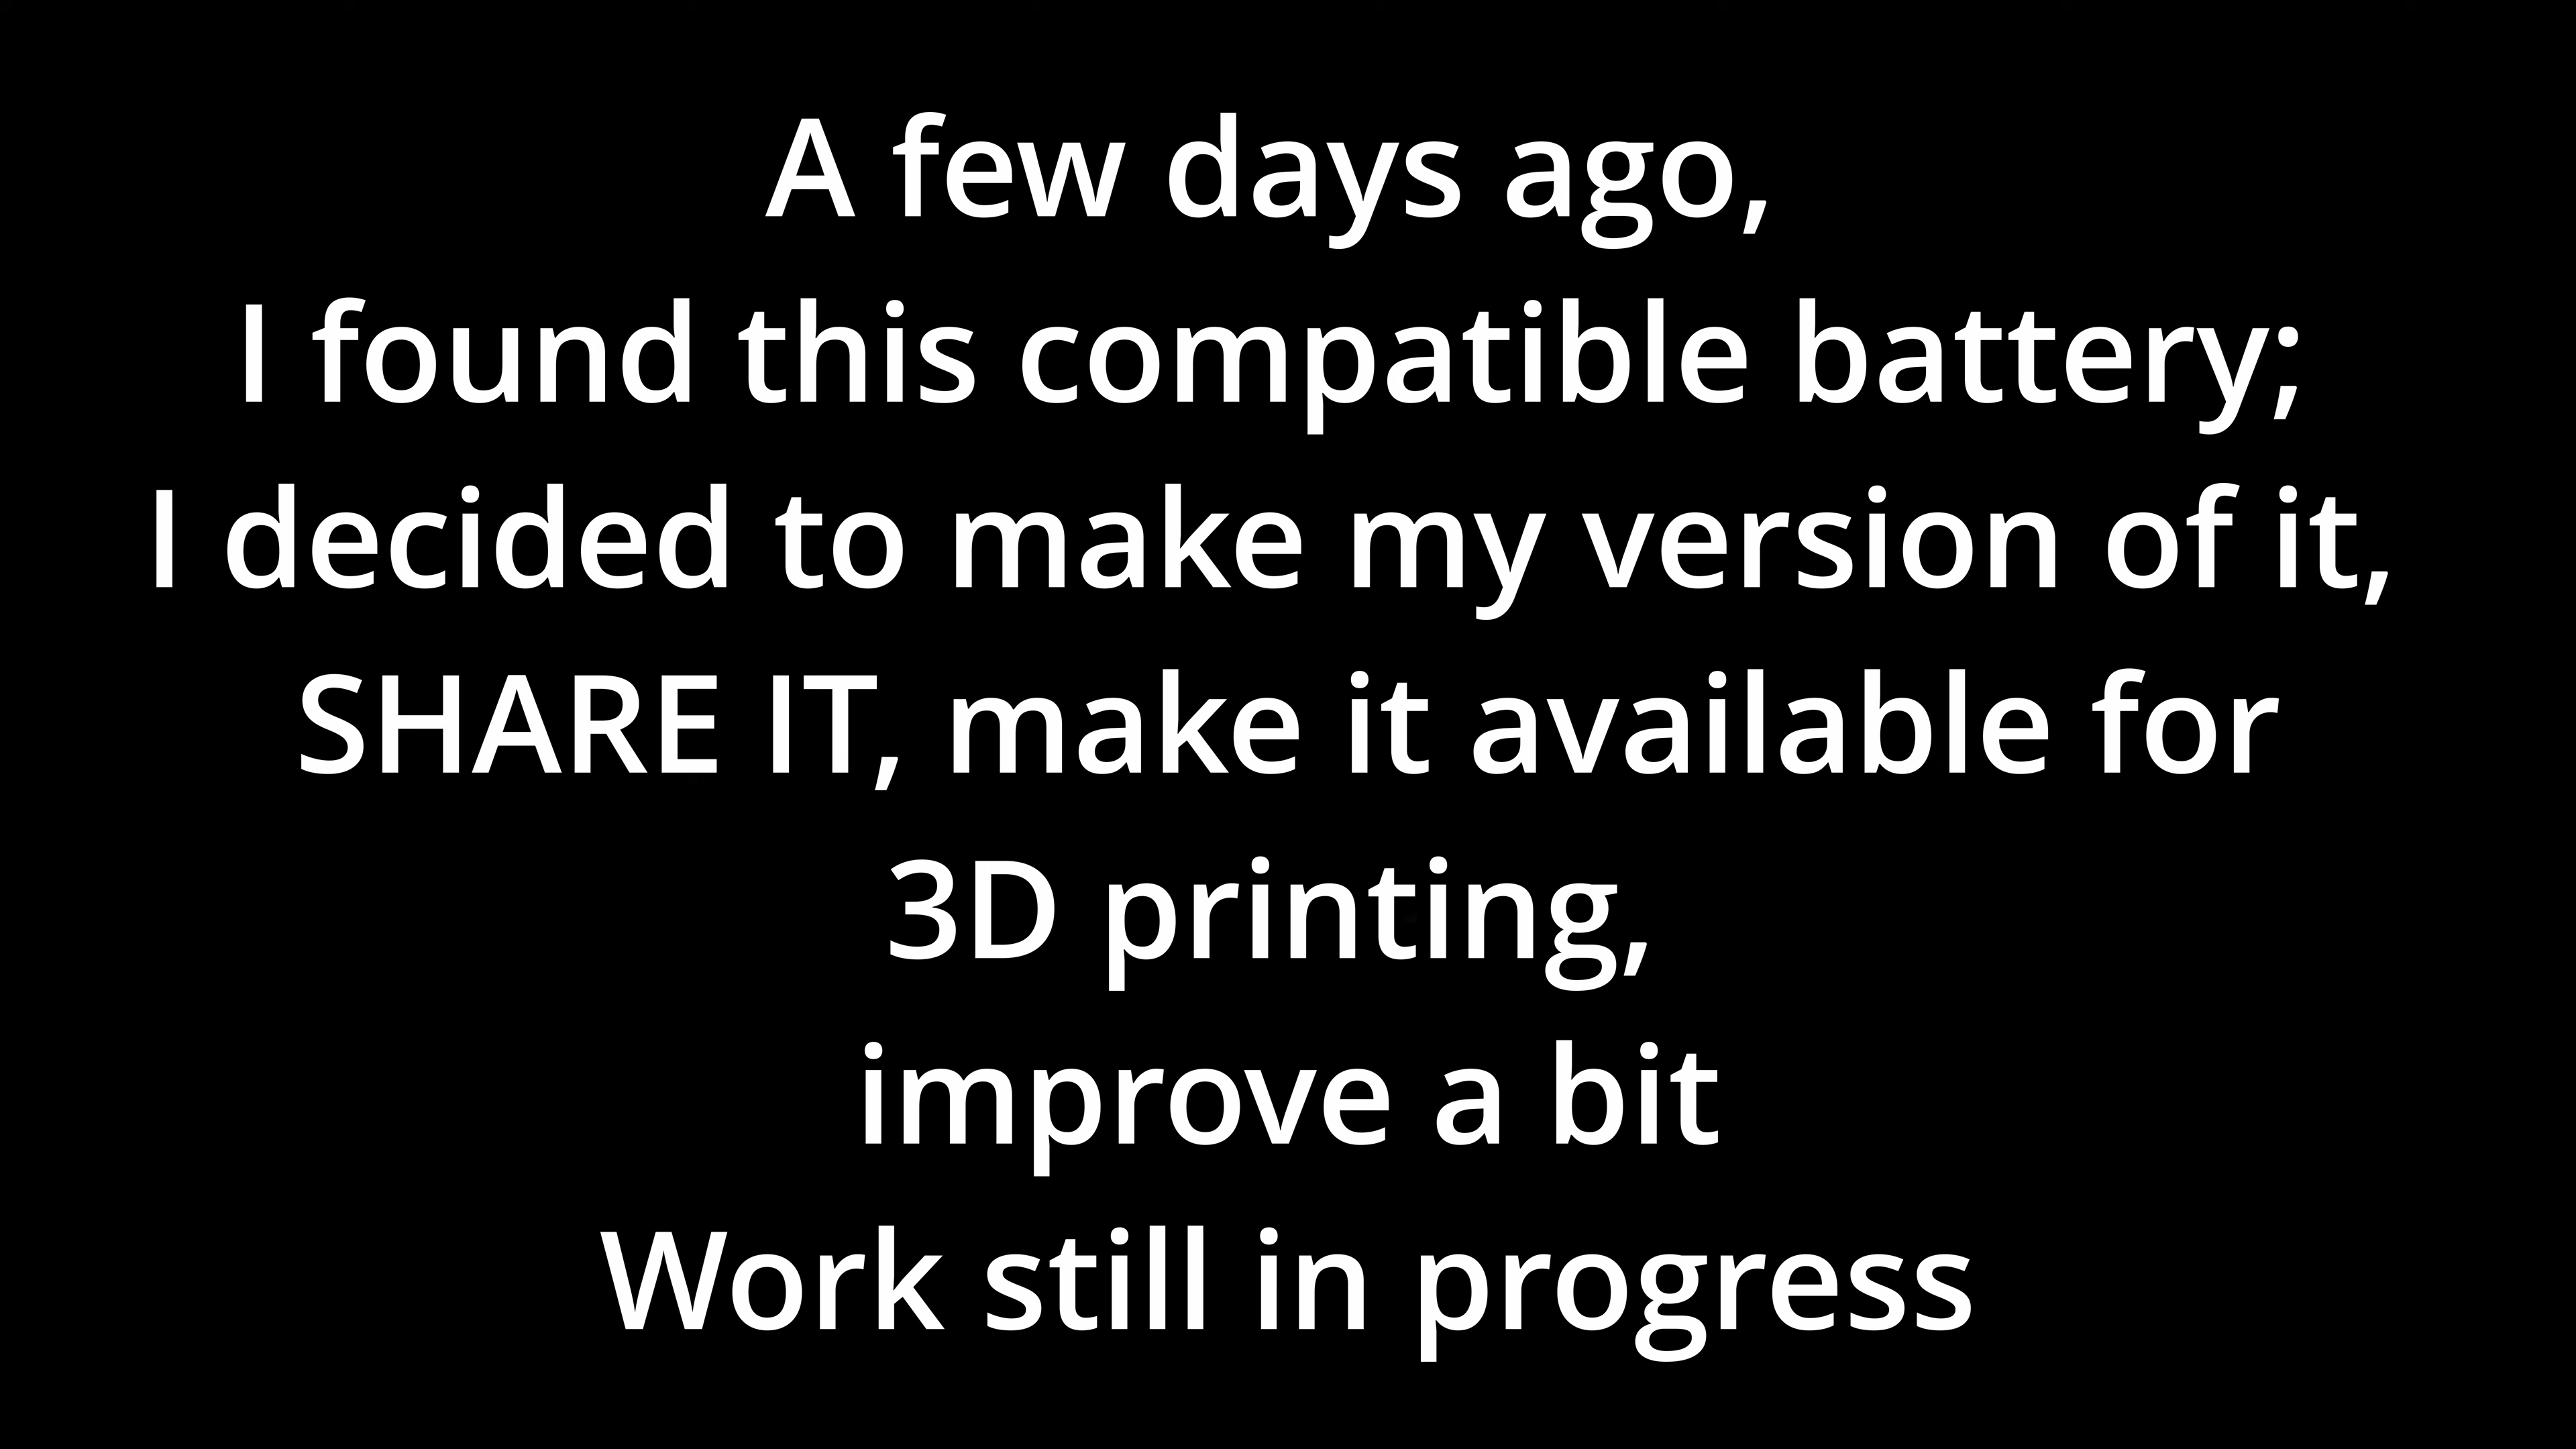 A few days ago,
I found this compatible battery;
I decided to make my version of it,
SHARE IT, make it available for
3D printing,
improve a bit
Work still in progress